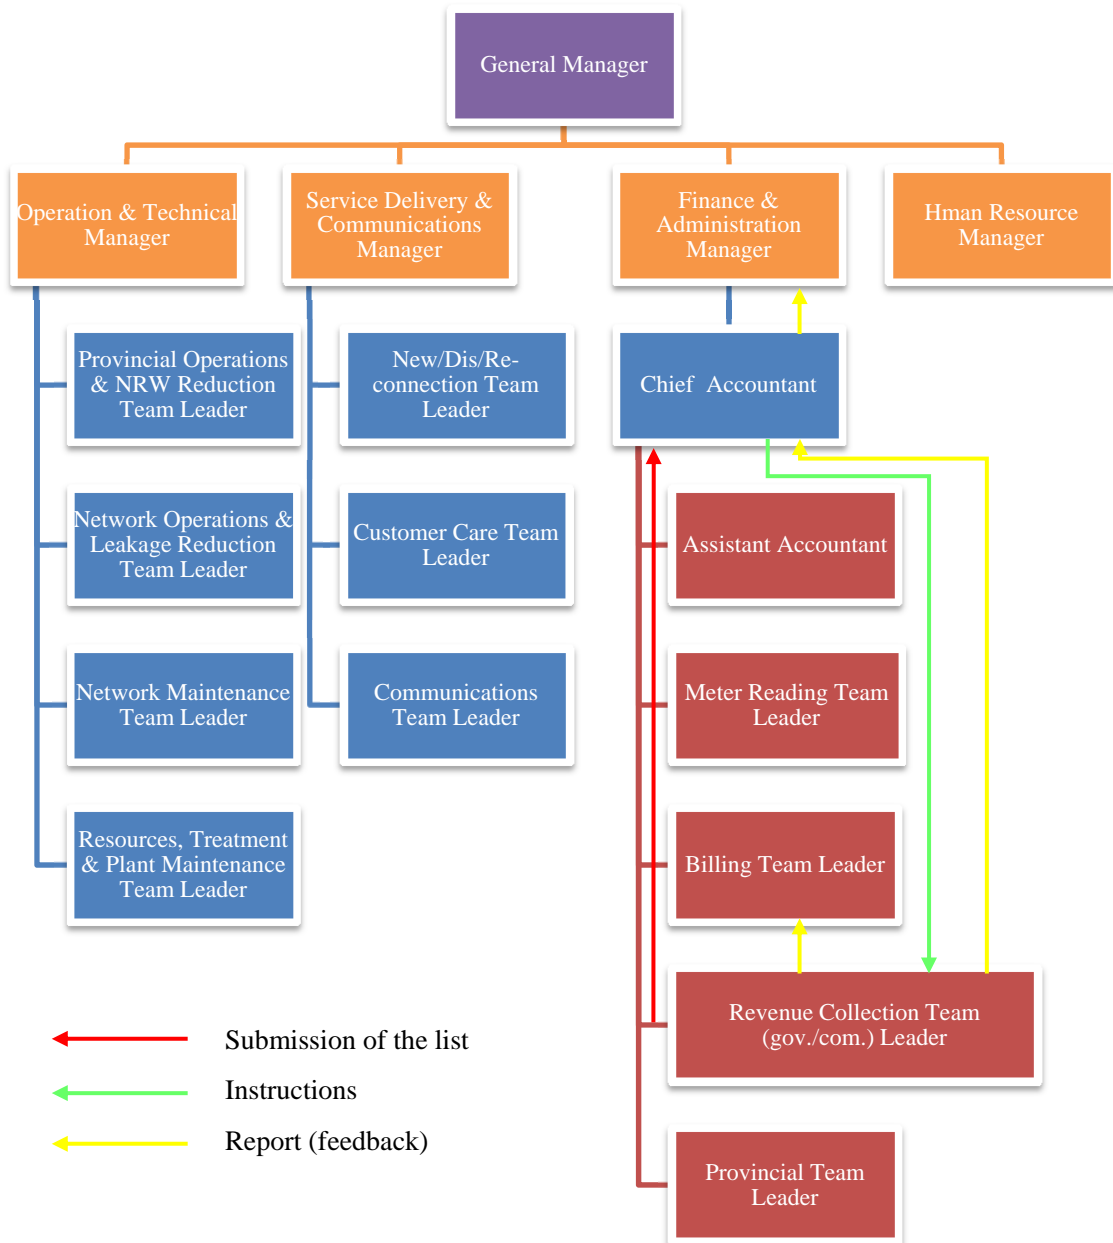 General Manager
Operation & Technical
Manager
Service Delivery &
Communications
Manager
Finance &
Administration
Manager
Hman Resource
Manager
Provincial Operations
& NRW Reduction
Team Leader
Network Operations &
Leakage Reduction
Team Leader
Network Maintenance
Team Leader
Resources, Treatment
& Plant Maintenance
Team Leader
New/Dis/Re-
connection Team
Leader
Customer Care Team
Leader
Communications
Team Leader
Chief  Accountant
Assistant Accountant
Meter Reading Team
Leader
Billing Team Leader
Revenue Collection Team
(gov./com.) Leader
Provincial Team
Leader
Submission of the list
Instructions
Report (feedback)